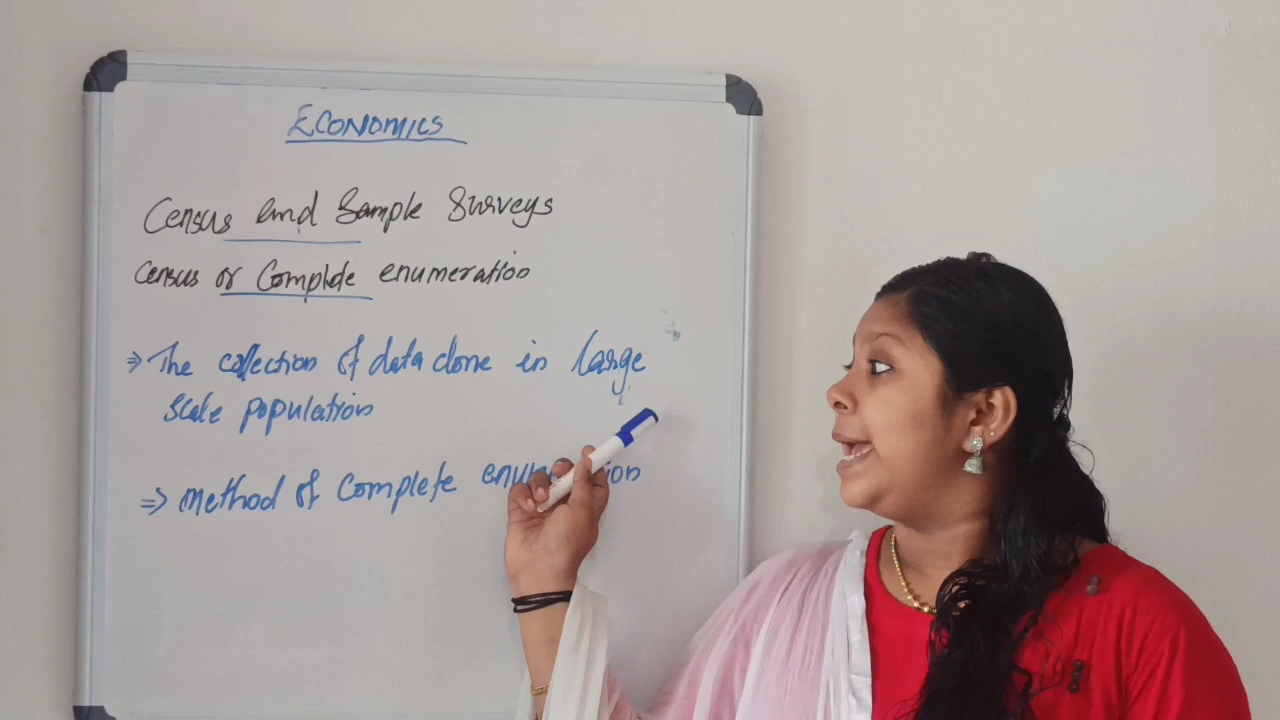 ECONOMICS
Census and Sample Surveys
Census or Complete enumeration
⇒ The collection of data done in large
scale population
⇒ Method of Complete